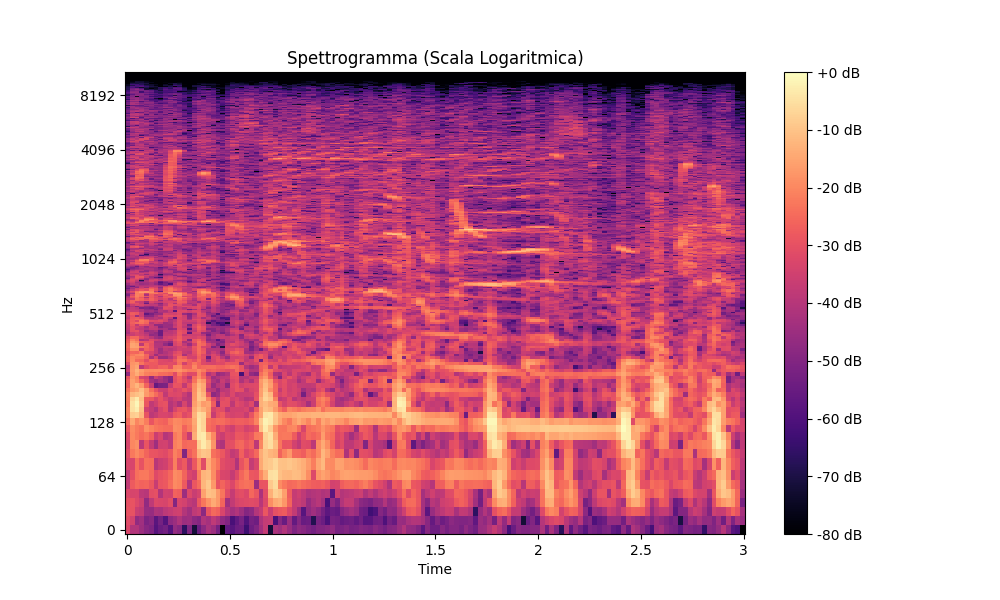 Spettrogramma (Scala Logaritmica)
Hz
8192
4096
2048
1024
512
256
128
64
0
0
0.5
1
1.5
2
2.5
3
Time
+0 dB
-10 dB
-20 dB
-30 dB
-40 dB
-50 dB
-60 dB
-70 dB
-80 dB